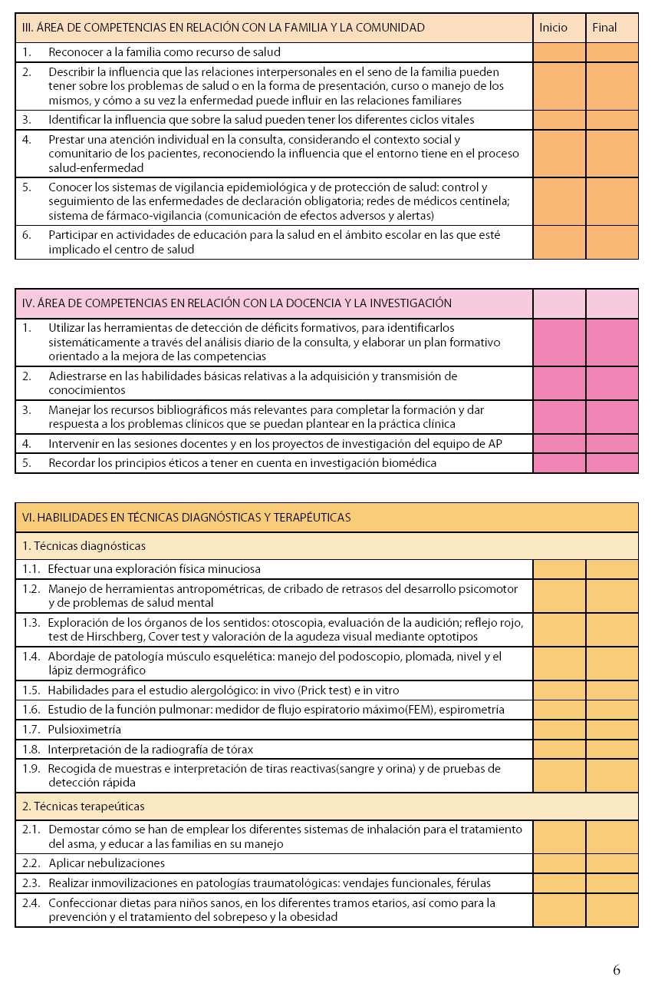 III. ÁREA DE COMPETENCIAS EN RELACIÓN CON LA FAMILIA Y LA COMUNIDAD Inicio Final
1. Reconocer a la familia como recurso de salud
2. Describir la influencia que las relaciones interpersonales en el seno de la familia pueden
tener sobre los problemas de salud o en la forma de presentación, curso o manejo de los
mismos, y cómo a su vez la enfermedad puede influir en las relaciones familiares
3. Identificar la influencia que sobre la salud pueden tener los diferentes ciclos vitales
4. Prestar una atención individual en la consulta, considerando el contexto social y
comunitario de los pacientes, reconociendo la influencia que el entorno tiene en el proceso
salud-enfermedad
5. Conocer los sistemas de vigilancia epidemiológica y de protección de salud: control y
seguimiento de las enfermedades de declaración obligatoria; redes de médicos centinela;
sistema de fármaco-vigilancia (comunicación de efectos adversos y alertas)
6. Participar en actividades de educación para la salud en el ámbito escolar en las que esté
implicado el centro de salud
IV. ÁREA DE COMPETENCIAS EN RELACIÓN CON LA DOCENCIA Y LA INVESTIGACIÓN
1. Utilizar las herramientas de detección de déficits formativos, para identificarlos
sistemáticamente a través del análisis diario de la consulta, y elaborar un plan formativo
orientado a la mejora de las competencias
2. Adiestrarse en las habilidades básicas relativas a la adquisición y transmisión de
conocimientos
3. Manejar los recursos bibliográficos más relevantes para completar la formación y dar
respuesta a los problemas clínicos que se puedan plantear en la práctica clínica
4. Intervenir en las sesiones docentes y en los proyectos de investigación del equipo de AP
5. Recordar los principios éticos a tener en cuenta en investigación biomédica
VI. HABILIDADES EN TÉCNICAS DIAGNÓSTICAS Y TERAPÉUTICAS
1. Técnicas diagnósticas
1.1. Efectuar una exploración física minuciosa
1.2. Manejo de herramientas antropométricas, de cribado de retrasos del desarrollo psicomotor
y de problemas de salud mental
1.3. Exploración de los órganos de los sentidos: otoscopia, evaluación de la audición; reflejo rojo,
test de Hirschberg, Cover test y valoración de la agudeza visual mediante optotipos
1.4. Abordaje de patología músculo esquelética: manejo del podoscopio, plomada, nivel y el
lápiz dermográfico
1.5. Habilidades para el estudio alergológico: in vivo (Prick test) e in vitro
1.6. Estudio de la función pulmonar: medidor de flujo espiratorio máximo(FEM), espirometría
1.7. Pulsioximetría
1.8. Interpretación de la radiografía de tórax
1.9. Recogida de muestras e interpretación de tiras reactivas(sangre y orina) y de pruebas de
detección rápida
2. Técnicas terapeúticas
2.1. Demostar cómo se han de emplear los diferentes sistemas de inhalación para el tratamiento
del asma, y educar a las familias en su manejo
2.2. Aplicar nebulizaciones
2.3. Realizar inmovilizaciones en patologías traumatológicas: vendajes funcionales, férulas
2.4. Confeccionar dietas para niños sanos, en los diferentes tramos etarios, así como para la
prevención y el tratamiento del sobrepeso y la obesidad
6